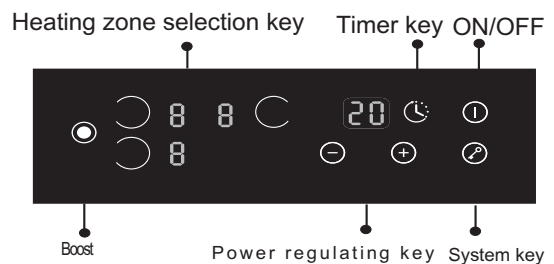 Heating zone selection key Timer key ON/OFF
8 8 20
8
Boost Power regulating key System key